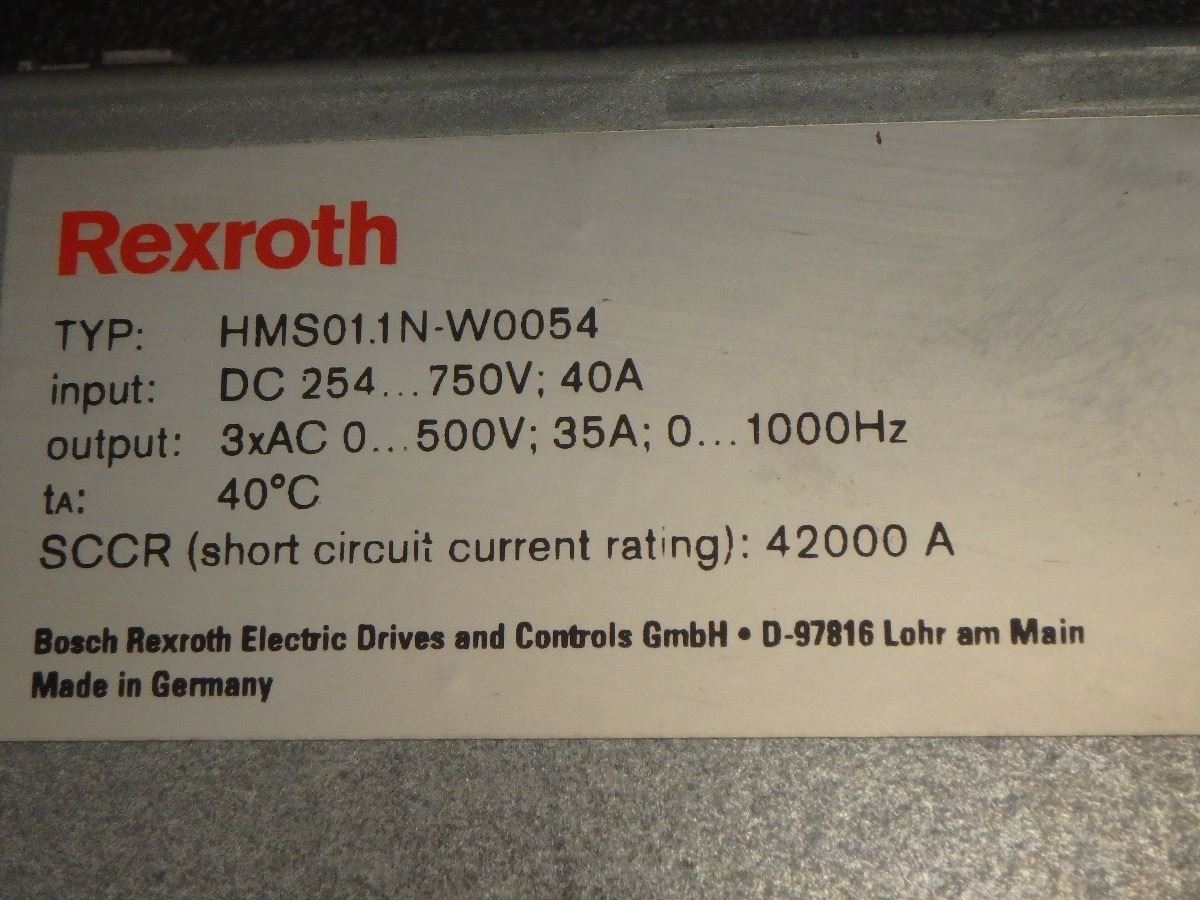 Rexroth
TYP: HMS01.1N-W0054
input: DC 254...750V; 40A
output: 3xAC 0...500V; 35A; 0...1000Hz
tA: 40°C
SCCR (short circuit current rating): 42000 A
Bosch Rexroth Electric Drives and Controls GmbH • D-97816 Lohr am Main
Made in Germany